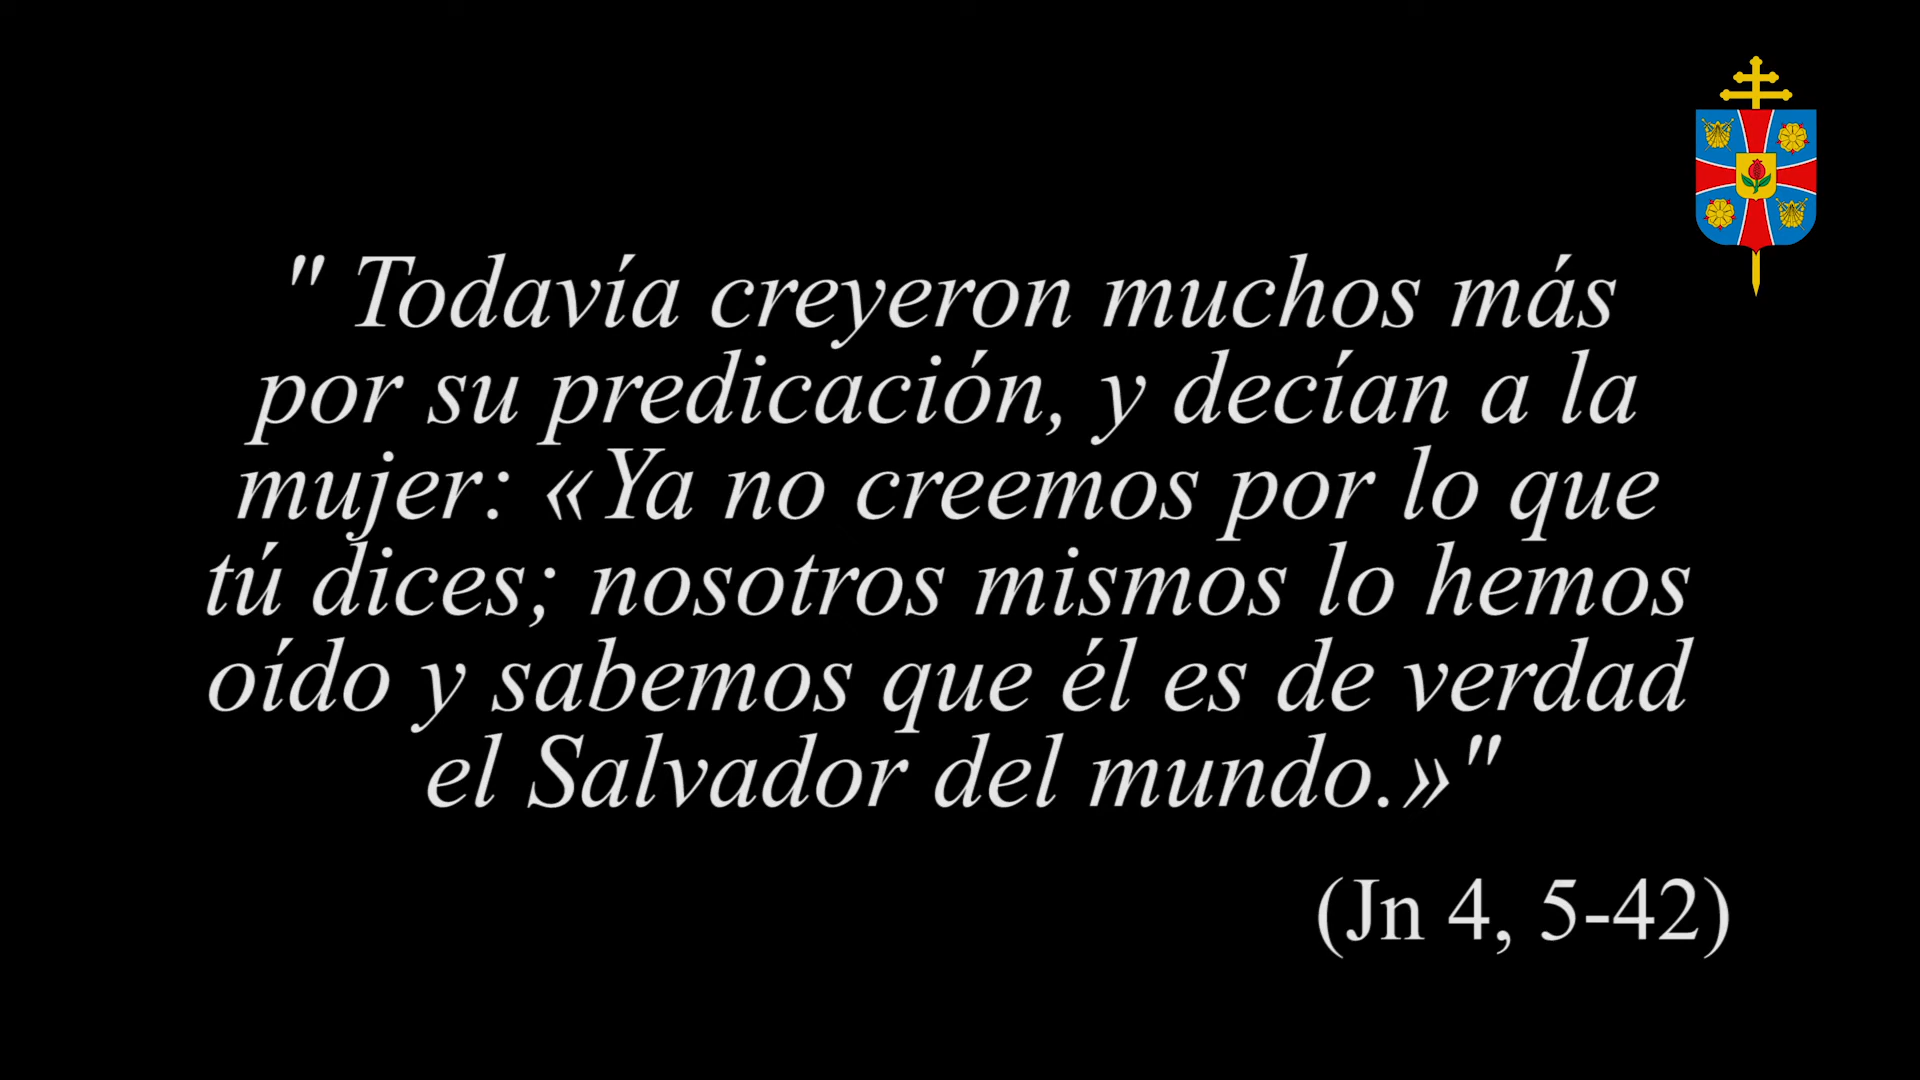 " Todavía creyeron muchos más
por su predicación, y decían a la
mujer: «Ya no creemos por lo que
tú dices; nosotros mismos lo hemos
oído y sabemos que él es de verdad
el Salvador del mundo.»"
(Jn 4, 5-42)